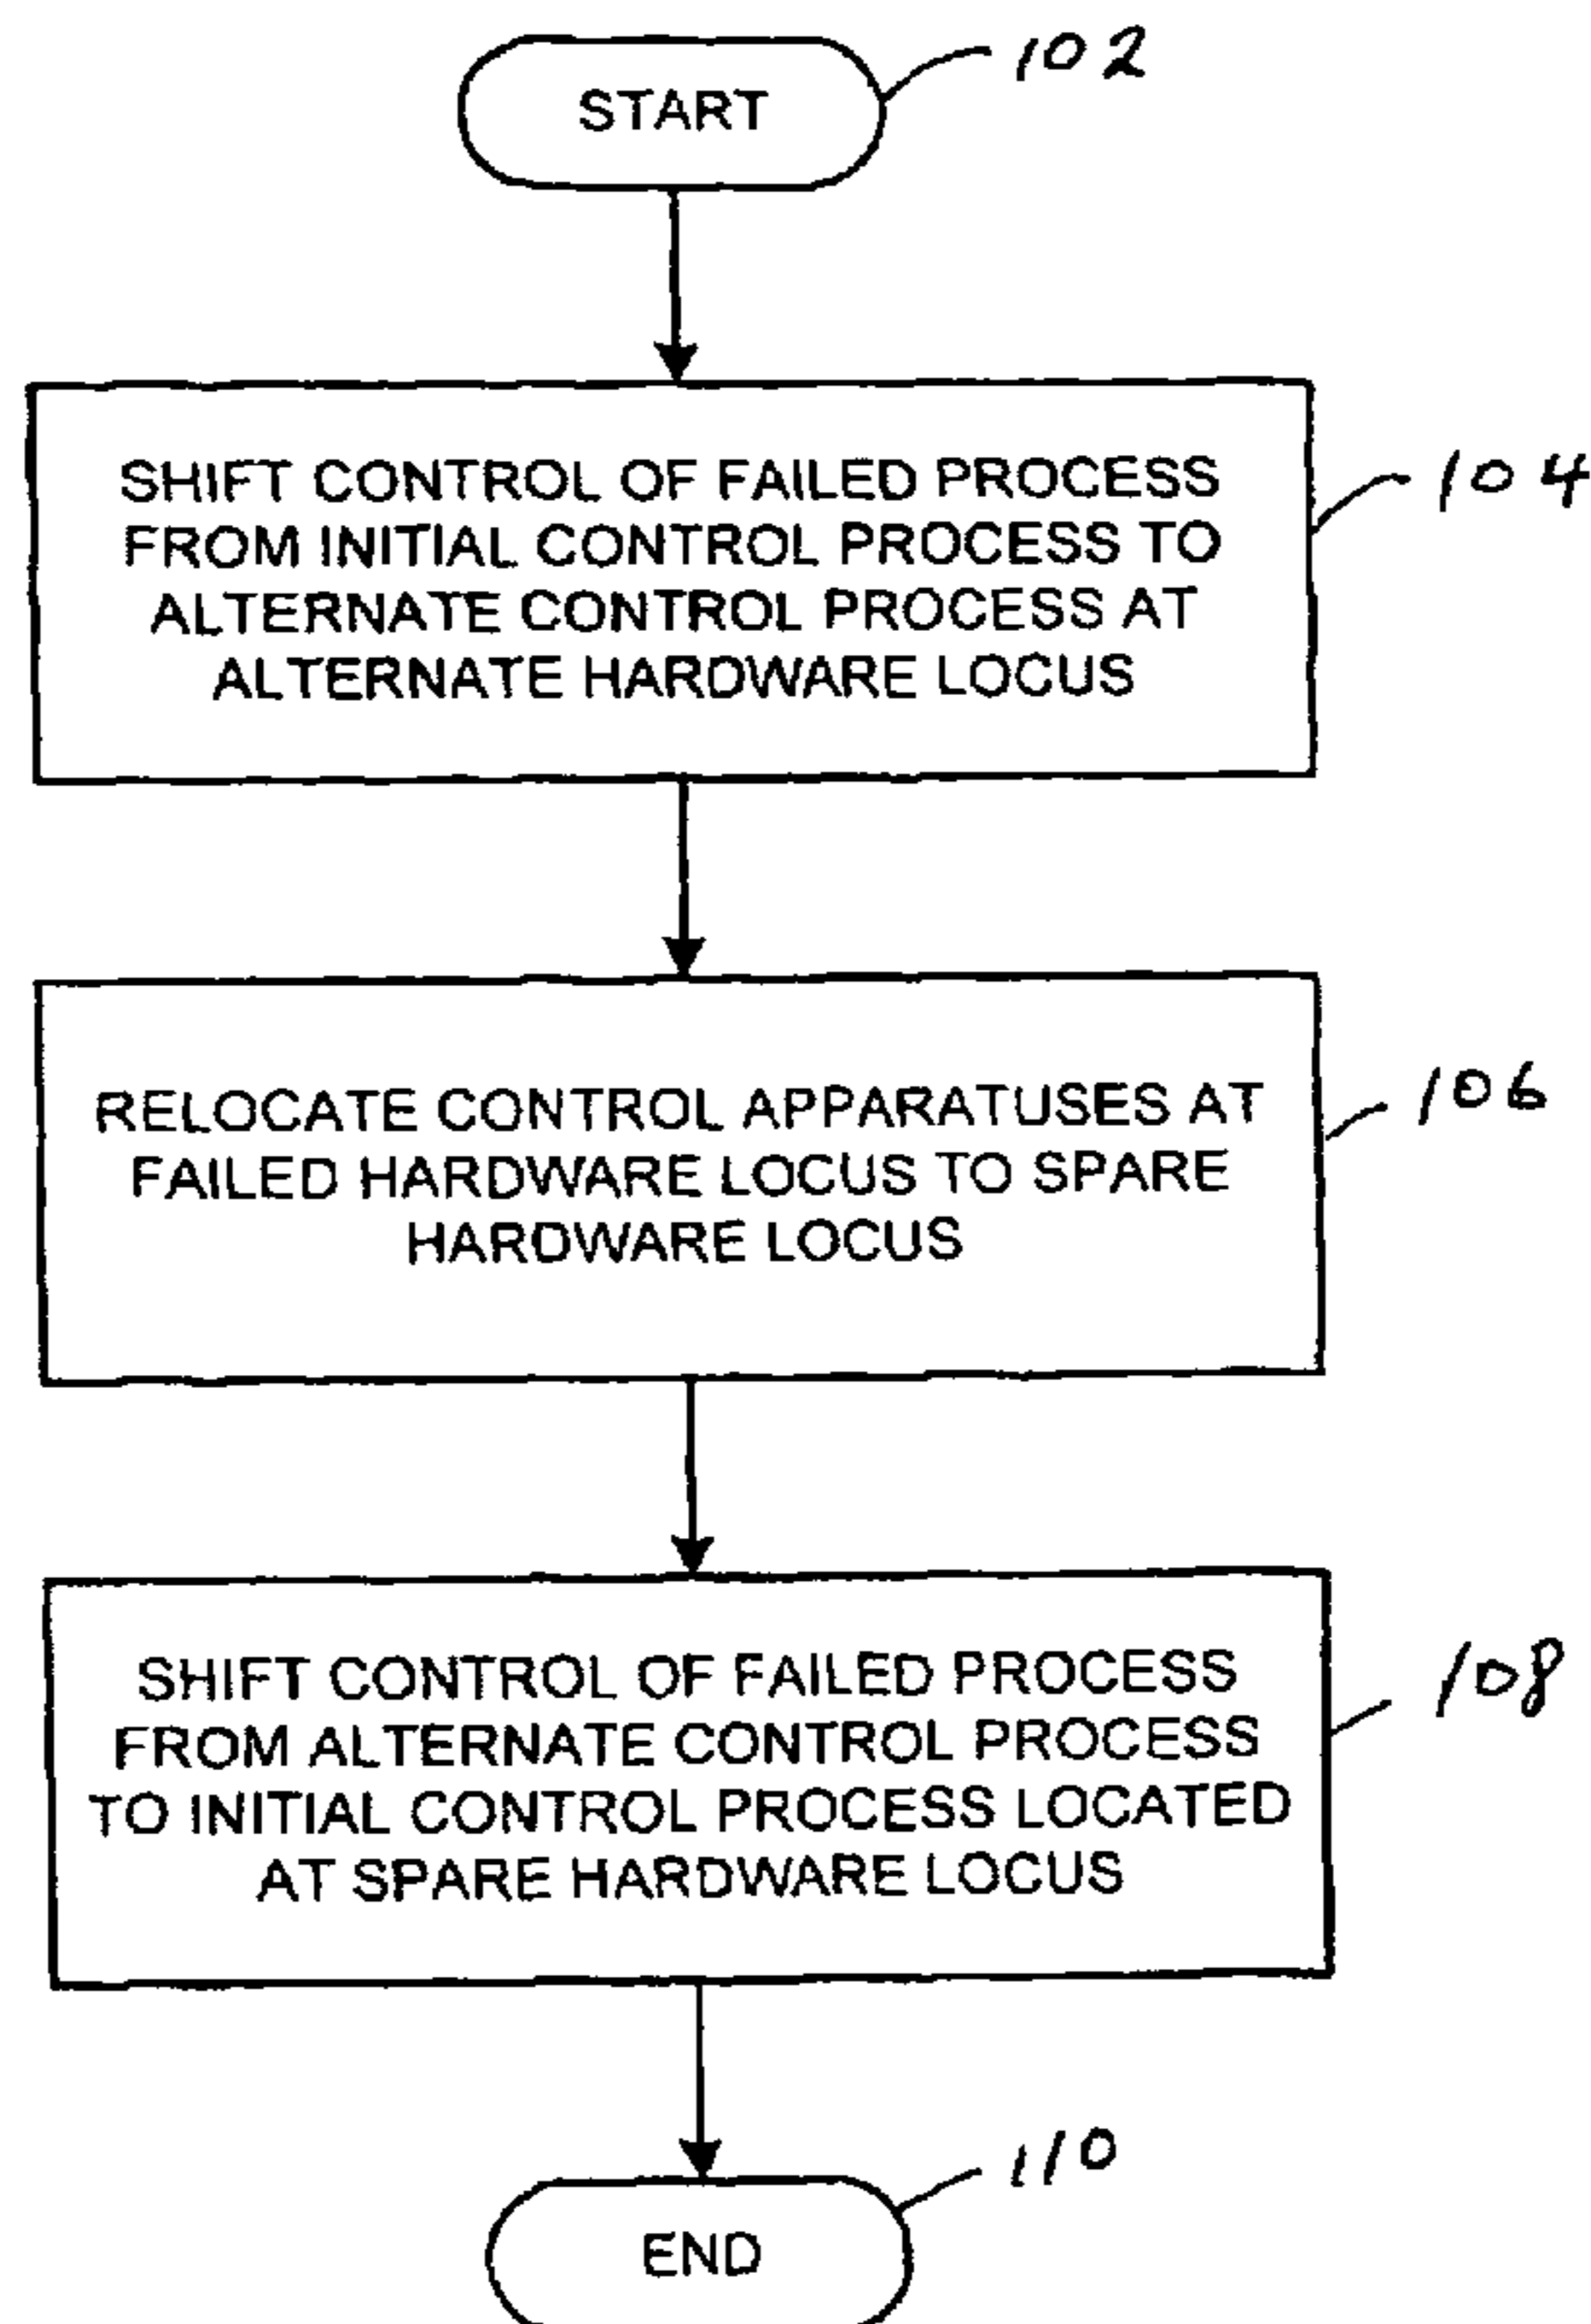 START
102
SHIFT CONTROL OF FAILED PROCESS
FROM INITIAL CONTROL PROCESS TO
ALTERNATE CONTROL PROCESS AT
ALTERNATE HARDWARE LOCUS
104
RELOCATE CONTROL APPARATUSES AT
FAILED HARDWARE LOCUS TO SPARE
HARDWARE LOCUS
106
SHIFT CONTROL OF FAILED PROCESS
FROM ALTERNATE CONTROL PROCESS
TO INITIAL CONTROL PROCESS LOCATED
AT SPARE HARDWARE LOCUS
108
END
110